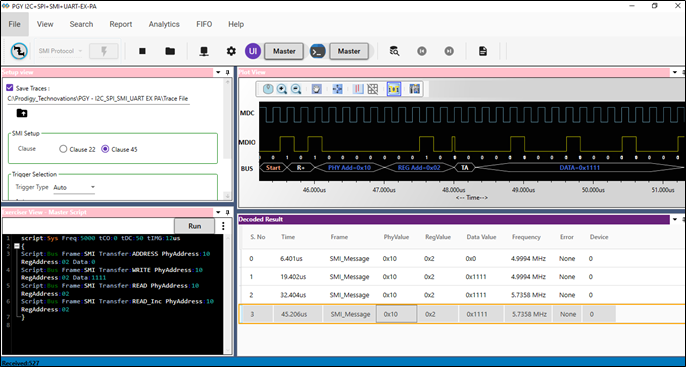 PGY I2C+SPI+SMI+UART-EX-PA
File View Search Report Analytics FIFO Help
SMI Protocol UI Master Master
Setup view
Save Traces :
C:\Prodigy_Technovations\PGY - I2C_SPI_SMI_UART EX PA\Trace File
SMI Setup
Clause Clause 22 Clause 45
Trigger Selection
Trigger Type Auto
Exerciser View - Master Script
Run
1 script Sys Freq 5000 tCO 0 tDC 50 tIMG 12us
2 {
3 Script Bus Frame SMI Transfer ADDRESS PhyAddress 10
RegAddress 02 Data 0
4 Script Bus Frame SMI Transfer WRITE PhyAddress 10
RegAddress 02 Data 1111
5 Script Bus Frame SMI Transfer READ PhyAddress 10
RegAddress 02
6 Script Bus Frame SMI Transfer READ_Inc PhyAddress 10
RegAddress 02
7 }
8
Plot View
MDC
MDIO
BUS Start R+ PHY Add=0x10 REG Add=0x02 TA DATA=0x1111
46.000us 47.000us 48.000us 49.000us 50.000us 51.000us
<-- Time-->
Decoded Result
S. No Time Frame PhyValue RegValue Data Value Frequency Error Device
0 6.401us SMI_Message 0x10 0x2 0x0 4.9994 MHz None 0
1 19.402us SMI_Message 0x10 0x2 0x1111 4.9994 MHz None 0
2 32.404us SMI_Message 0x10 0x2 0x1111 5.7358 MHz None 0
3 45.206us SMI_Message 0x10 0x2 0x1111 5.7358 MHz None 0
Received:527